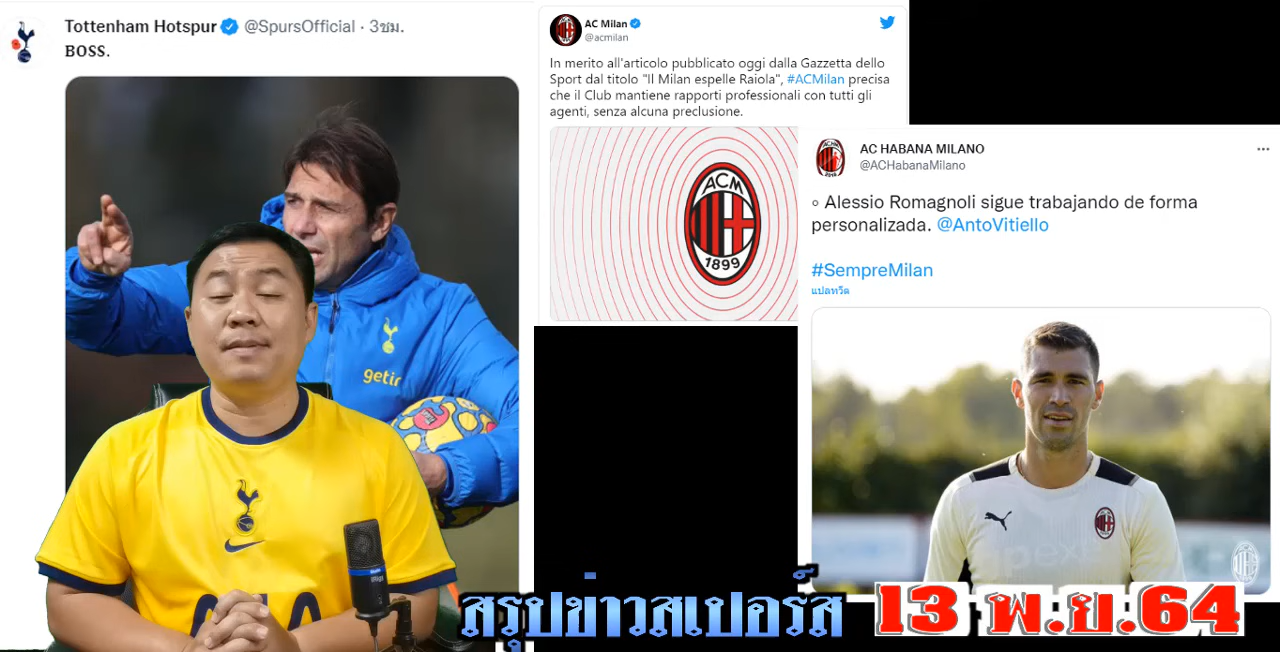 Tottenham Hotspur @SpursOfficial · 3ชม.
BOSS.
getir
AC Milan
@acmilan
In merito all'articolo pubblicato oggi dalla Gazzetta dello
Sport dal titolo "Il Milan espelle Raiola", #ACMilan precisa
che il Club mantiene rapporti professionali con tutti gli
agenti, senza alcuna preclusione.
ACM
1899
AC HABANA MILANO
@ACHabanaMilano
◦ Alessio Romagnoli sigue trabajando de forma
personalizada. @AntoVitiello
#SempreMilan
แปลทวีต
สรุปข่าวสเปอร์ส 13 พ.ย.64